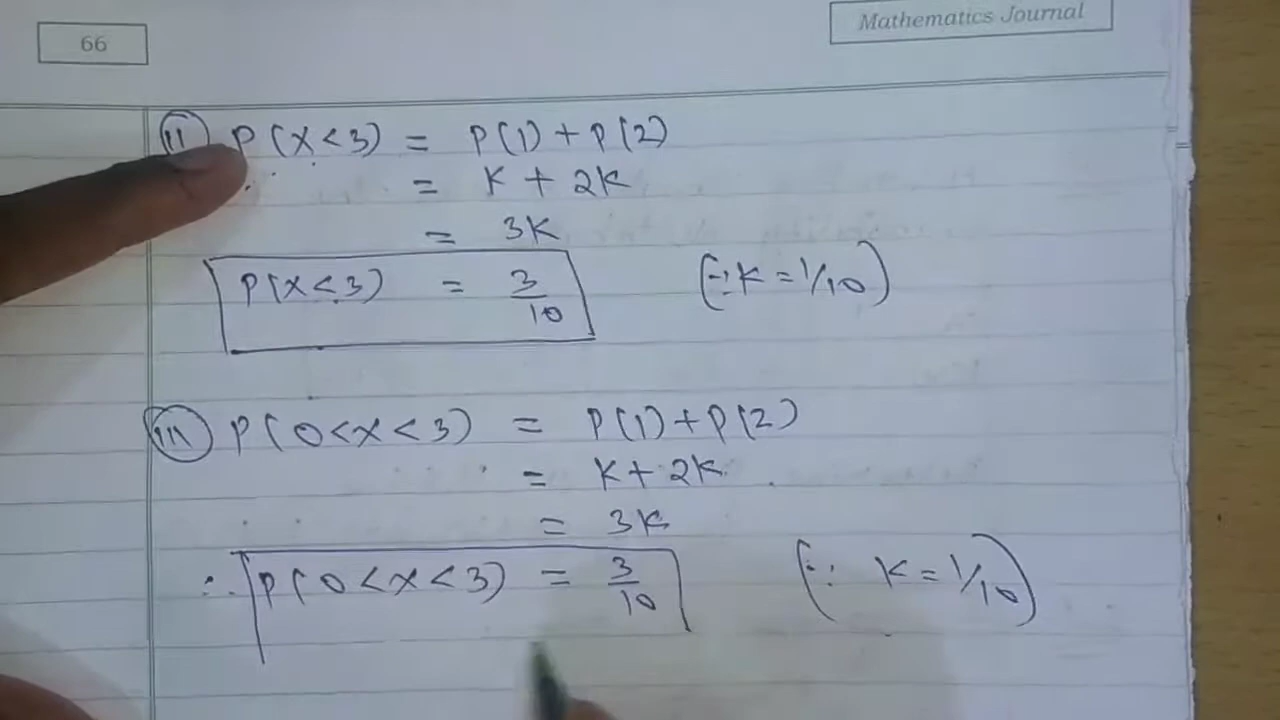 66
Mathematics Journal
(ii) P(X<3) = P(1)+P(2)
= K + 2K
= 3K
P(X<3) = 3/10 (∵ K = 1/10)
(iii) P(0<X<3) = P(1)+P(2)
= K+2K
= 3K
∴ P(0<X<3) = 3/10 (∵ K = 1/10)